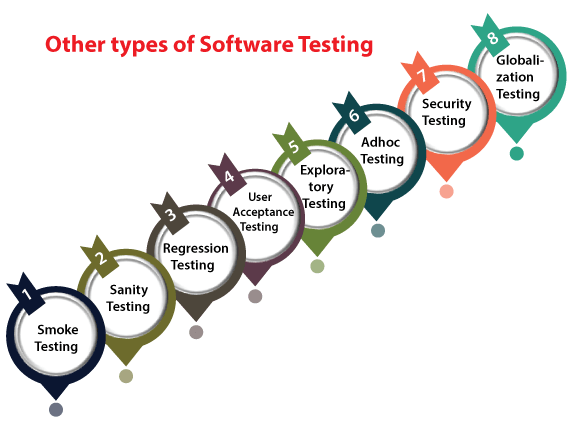 Other types of Software Testing
1
Smoke
Testing
2
Sanity
Testing
3
Regression
Testing
4
User
Acceptance
Testing
5
Explora-
tory
Testing
6
Adhoc
Testing
7
Security
Testing
8
Globali-
zation
Testing